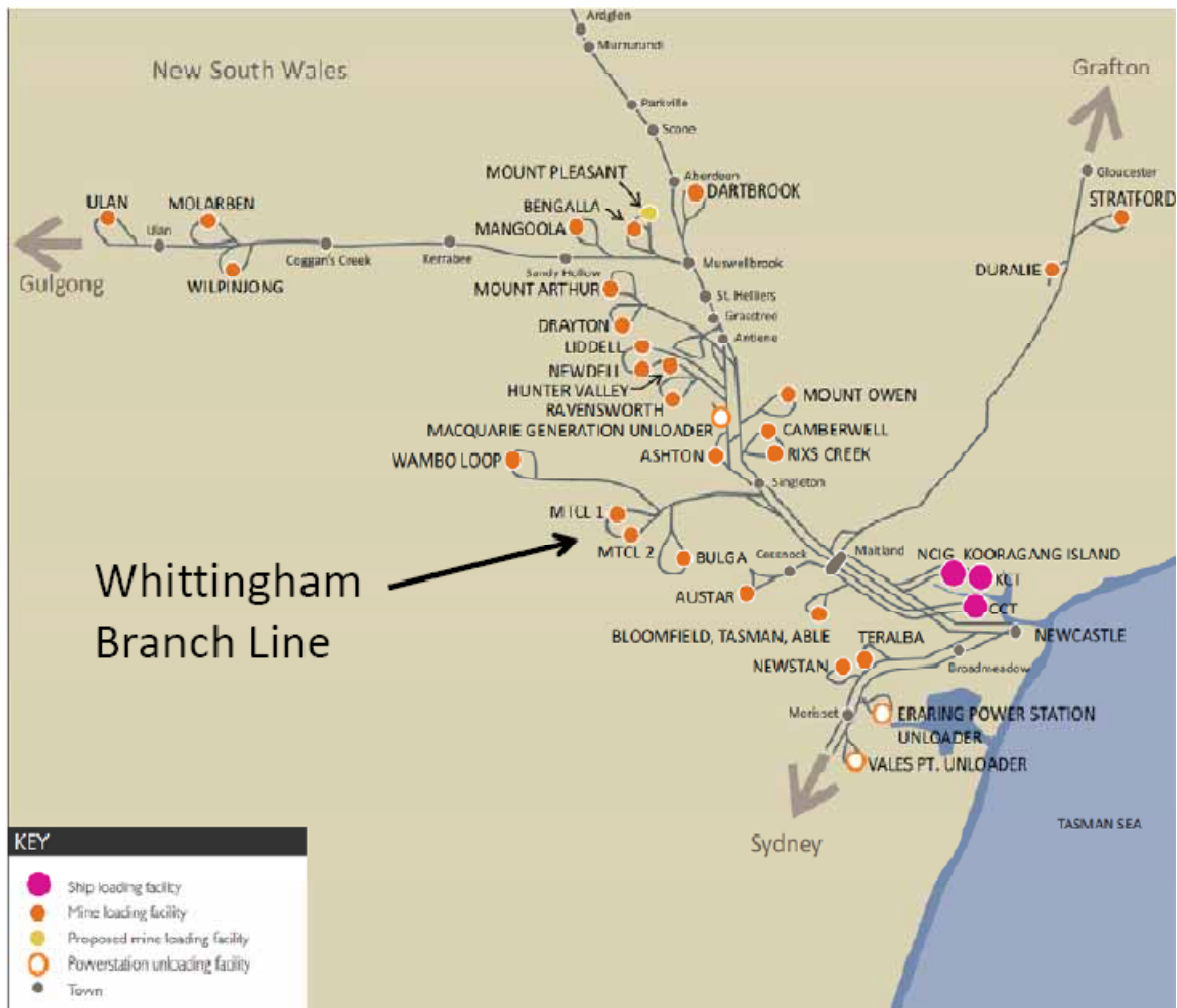 Ardglen
Murrurundi
New South Wales
Grafton
Parkville
Scone
MOUNT PLEASANT
Aberdeen
Gloucester
DARTBROOK
ULAN
MOLARBEN
BENGALLA
STRATFORD
MANGOOLA
Ulan
Coggan's Creek
Kerrabee
Sandy Hollow
Muswellbrook
DURALIE
Gulgong
WILPINJONG
MOUNT ARTHUR
St. Helliers
Grasstree
DRAYTON
Antiene
LIDDELL
NEWDELL
HUNTER VALLEY
MOUNT OWEN
RAVENSWORTH
MACQUARIE GENERATION UNLOADER
CAMBERWELL
WAMBO LOOP
ASHTON
RIXS CREEK
Singleton
MTCL 1
MTCL 2
BULGA
Cessnock
Maitland
NCIG
KOORAGANG ISLAND
KCT
Whittingham
Branch Line
AUSTAR
CCT
BLOOMFIELD, TASMAN, ABLE
TERALBA
NEWCASTLE
NEWSTAN
Broadmeadow
Morisset
ERARING POWER STATION
UNLOADER
VALES PT. UNLOADER
TASMAN SEA
Sydney
KEY
Ship loading facility
Mine loading facility
Proposed mine loading facility
Powerstation unloading facility
Town